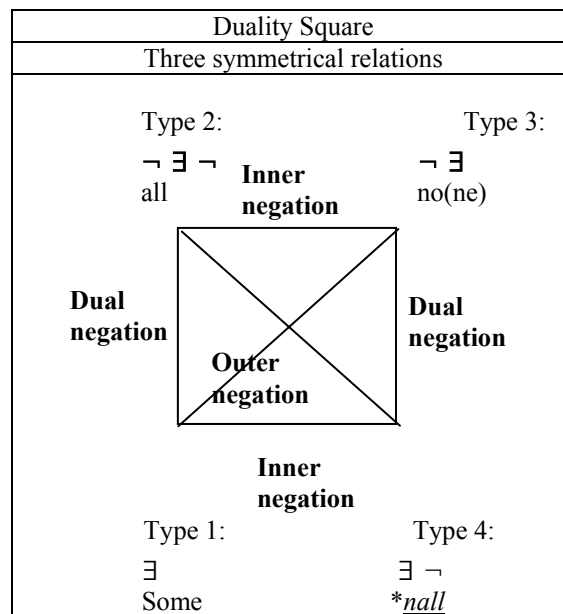 Duality Square
Three symmetrical relations
Type 2: Type 3:
¬ ∃ ¬ ¬ ∃
all no(ne)
Inner
negation
Dual
negation
Dual
negation
Outer
negation
Inner
negation
Type 1: Type 4:
∃ ∃ ¬
Some *nall